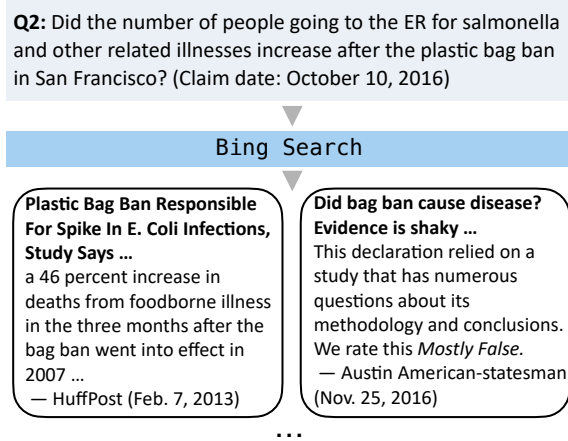 Q2: Did the number of people going to the ER for salmonella
and other related illnesses increase after the plastic bag ban
in San Francisco? (Claim date: October 10, 2016)
Bing Search
Plastic Bag Ban Responsible
For Spike In E. Coli Infections,
Study Says ...
a 46 percent increase in
deaths from foodborne illness
in the three months after the
bag ban went into effect in
2007 ...
— HuffPost (Feb. 7, 2013)
Did bag ban cause disease?
Evidence is shaky ...
This declaration relied on a
study that has numerous
questions about its
methodology and conclusions.
We rate this Mostly False.
— Austin American-statesman
(Nov. 25, 2016)
...